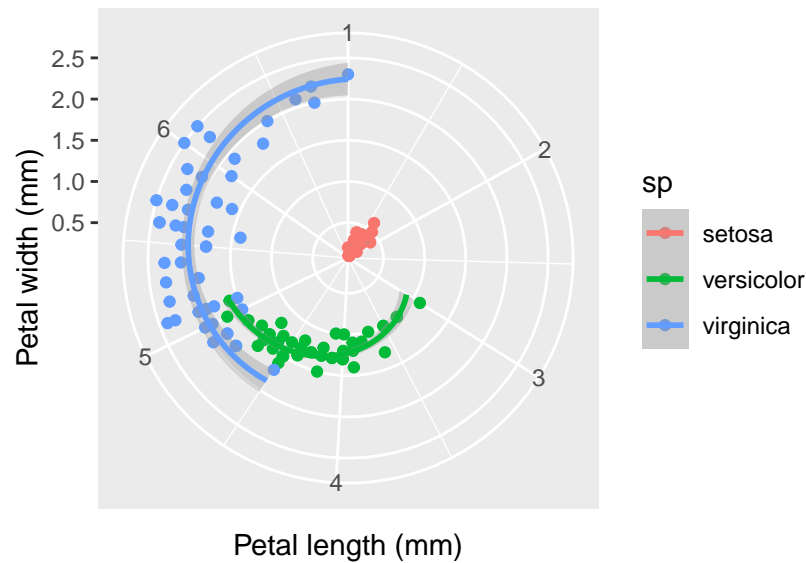 1
2.5
2.0
1.5
1.0
0.5
6
2
5
3
4
Petal width (mm)
Petal length (mm)
sp
setosa
versicolor
virginica